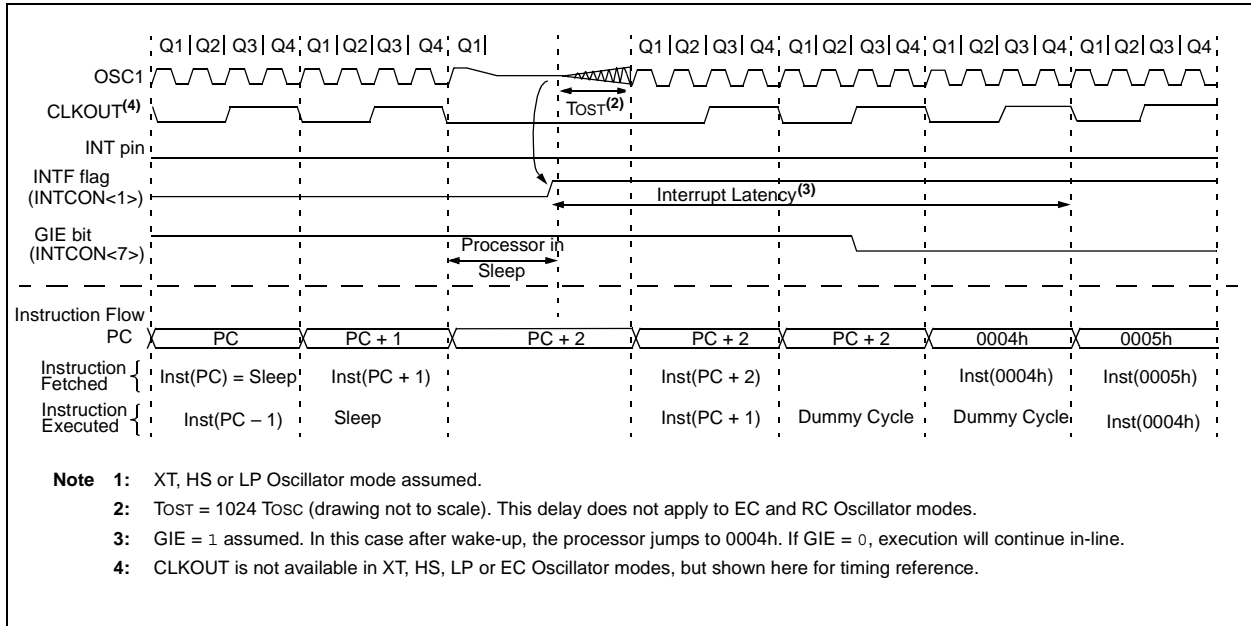 Q1 Q2 Q3 Q4 Q1 Q2 Q3 Q4 Q1 Q1 Q2 Q3 Q4 Q1 Q2 Q3 Q4 Q1 Q2 Q3 Q4 Q1 Q2 Q3 Q4
OSC1
CLKOUT(4)
TOST(2)
INT pin
INTF flag
(INTCON<1>)
Interrupt Latency(3)
GIE bit
(INTCON<7>)
Processor in
Sleep
Instruction Flow
PC PC PC + 1 PC + 2 PC + 2 PC + 2 0004h 0005h
Instruction
Fetched
Inst(PC) = Sleep Inst(PC + 1) Inst(PC + 2) Inst(0004h) Inst(0005h)
Instruction
Executed
Inst(PC – 1) Sleep Inst(PC + 1) Dummy Cycle Dummy Cycle Inst(0004h)
Note 1: XT, HS or LP Oscillator mode assumed.
2: TOST = 1024 TOSC (drawing not to scale). This delay does not apply to EC and RC Oscillator modes.
3: GIE = 1 assumed. In this case after wake-up, the processor jumps to 0004h. If GIE = 0, execution will continue in-line.
4: CLKOUT is not available in XT, HS, LP or EC Oscillator modes, but shown here for timing reference.